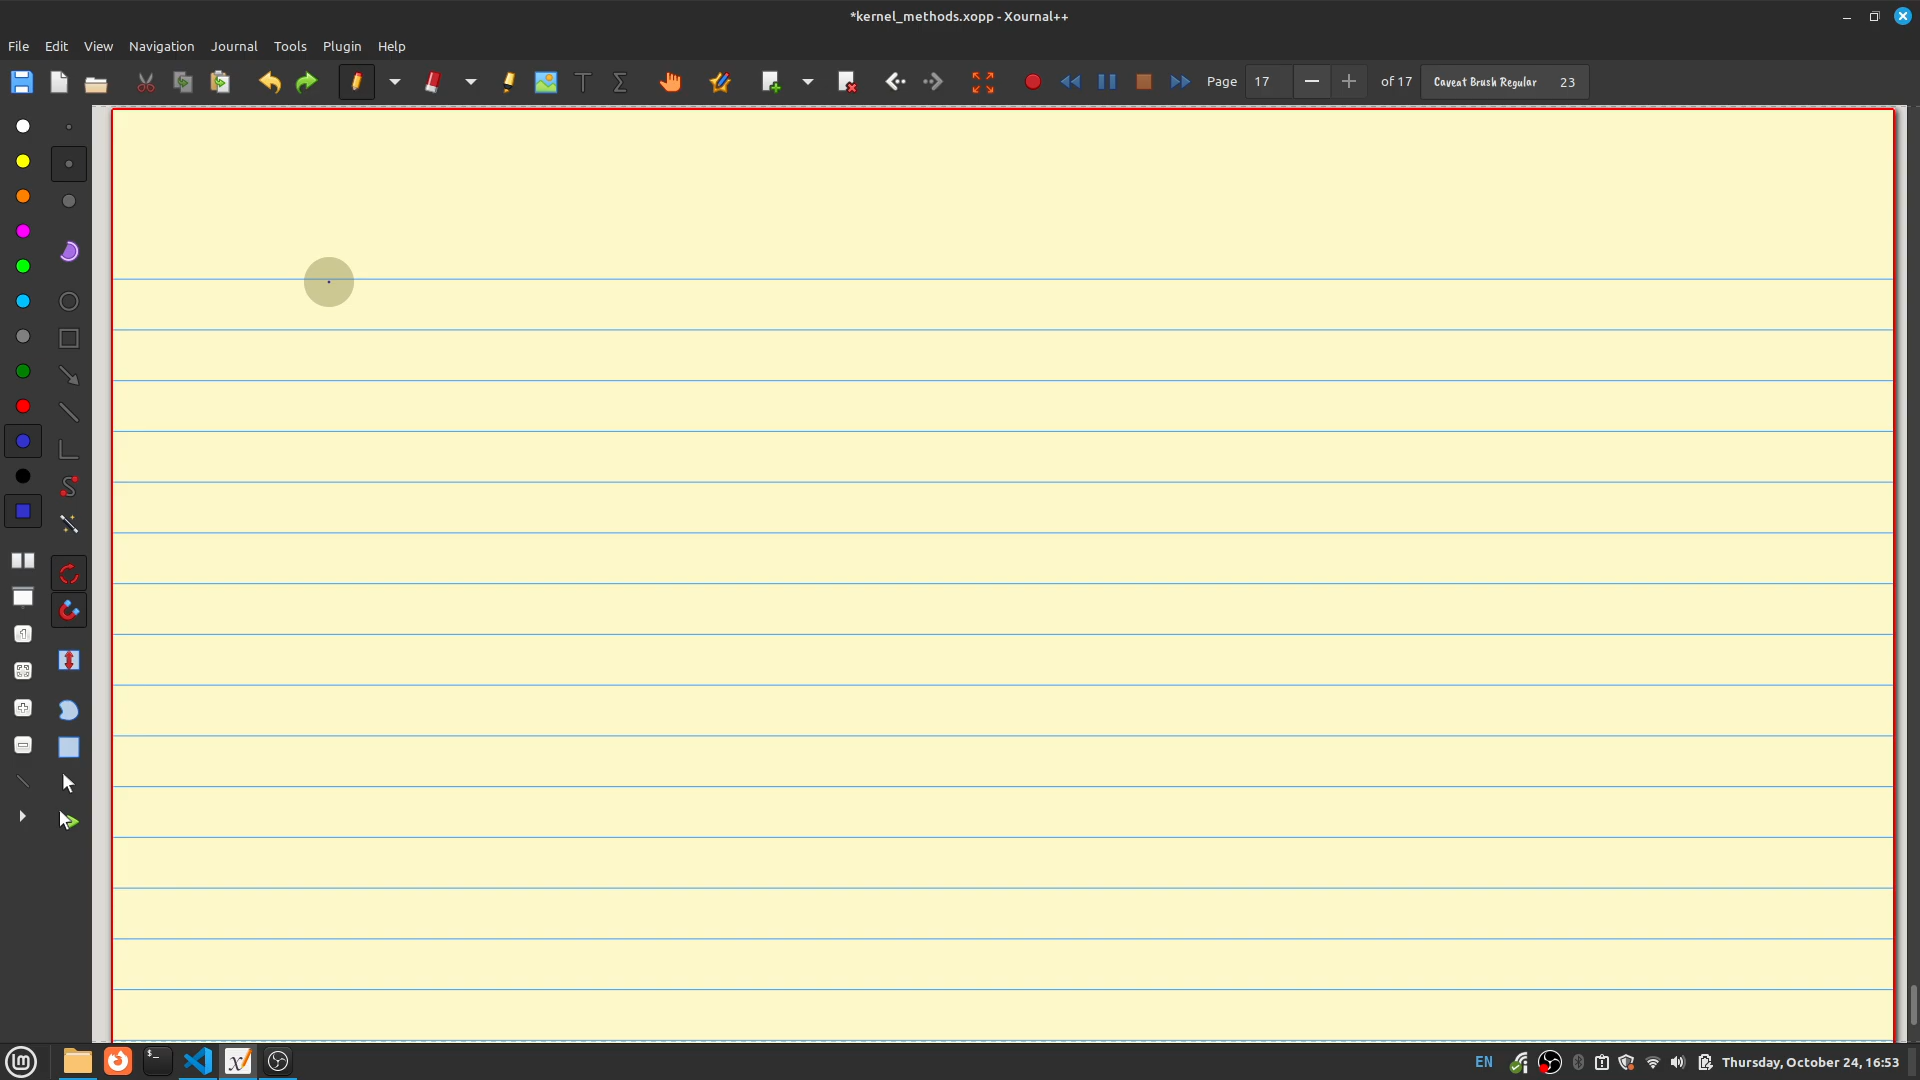 *kernel_methods.xopp - Xournal++
File Edit View Navigation Journal Tools Plugin Help
Page 17 of 17 Caveat Brush Regular 23
EN Thursday, October 24, 16:53